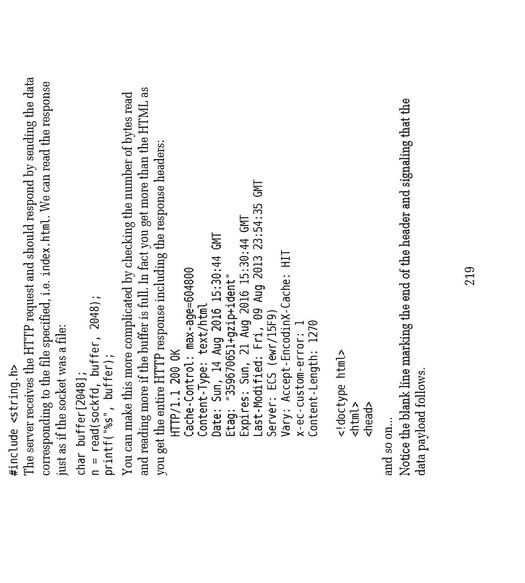 #include <string.h>
The server receives the HTTP request and should respond by sending the data
corresponding to the file specified, i.e. index.html. We can read the response
just as if the socket was a file:
char buffer[2048];
n = read(sockfd, buffer, 2048);
printf("%s", buffer);
You can make this more complicated by checking the number of bytes read
and reading more if the buffer is full. In fact you get more than the HTML as
you get the entire HTTP response including the response headers:
HTTP/1.1 200 OK
Cache-Control: max-age=604800
Content-Type: text/html
Date: Sun, 14 Aug 2016 15:30:44 GMT
Etag: "359670651+gzip+ident"
Expires: Sun, 21 Aug 2016 15:30:44 GMT
Last-Modified: Fri, 09 Aug 2013 23:54:35 GMT
Server: ECS (ewr/15F9)
Vary: Accept-EncodinX-Cache: HIT
x-ec-custom-error: 1
Content-Length: 1270
<!doctype html>
<html>
<head>
and so on...
Notice the blank line marking the end of the header and signaling that the
data payload follows.
219